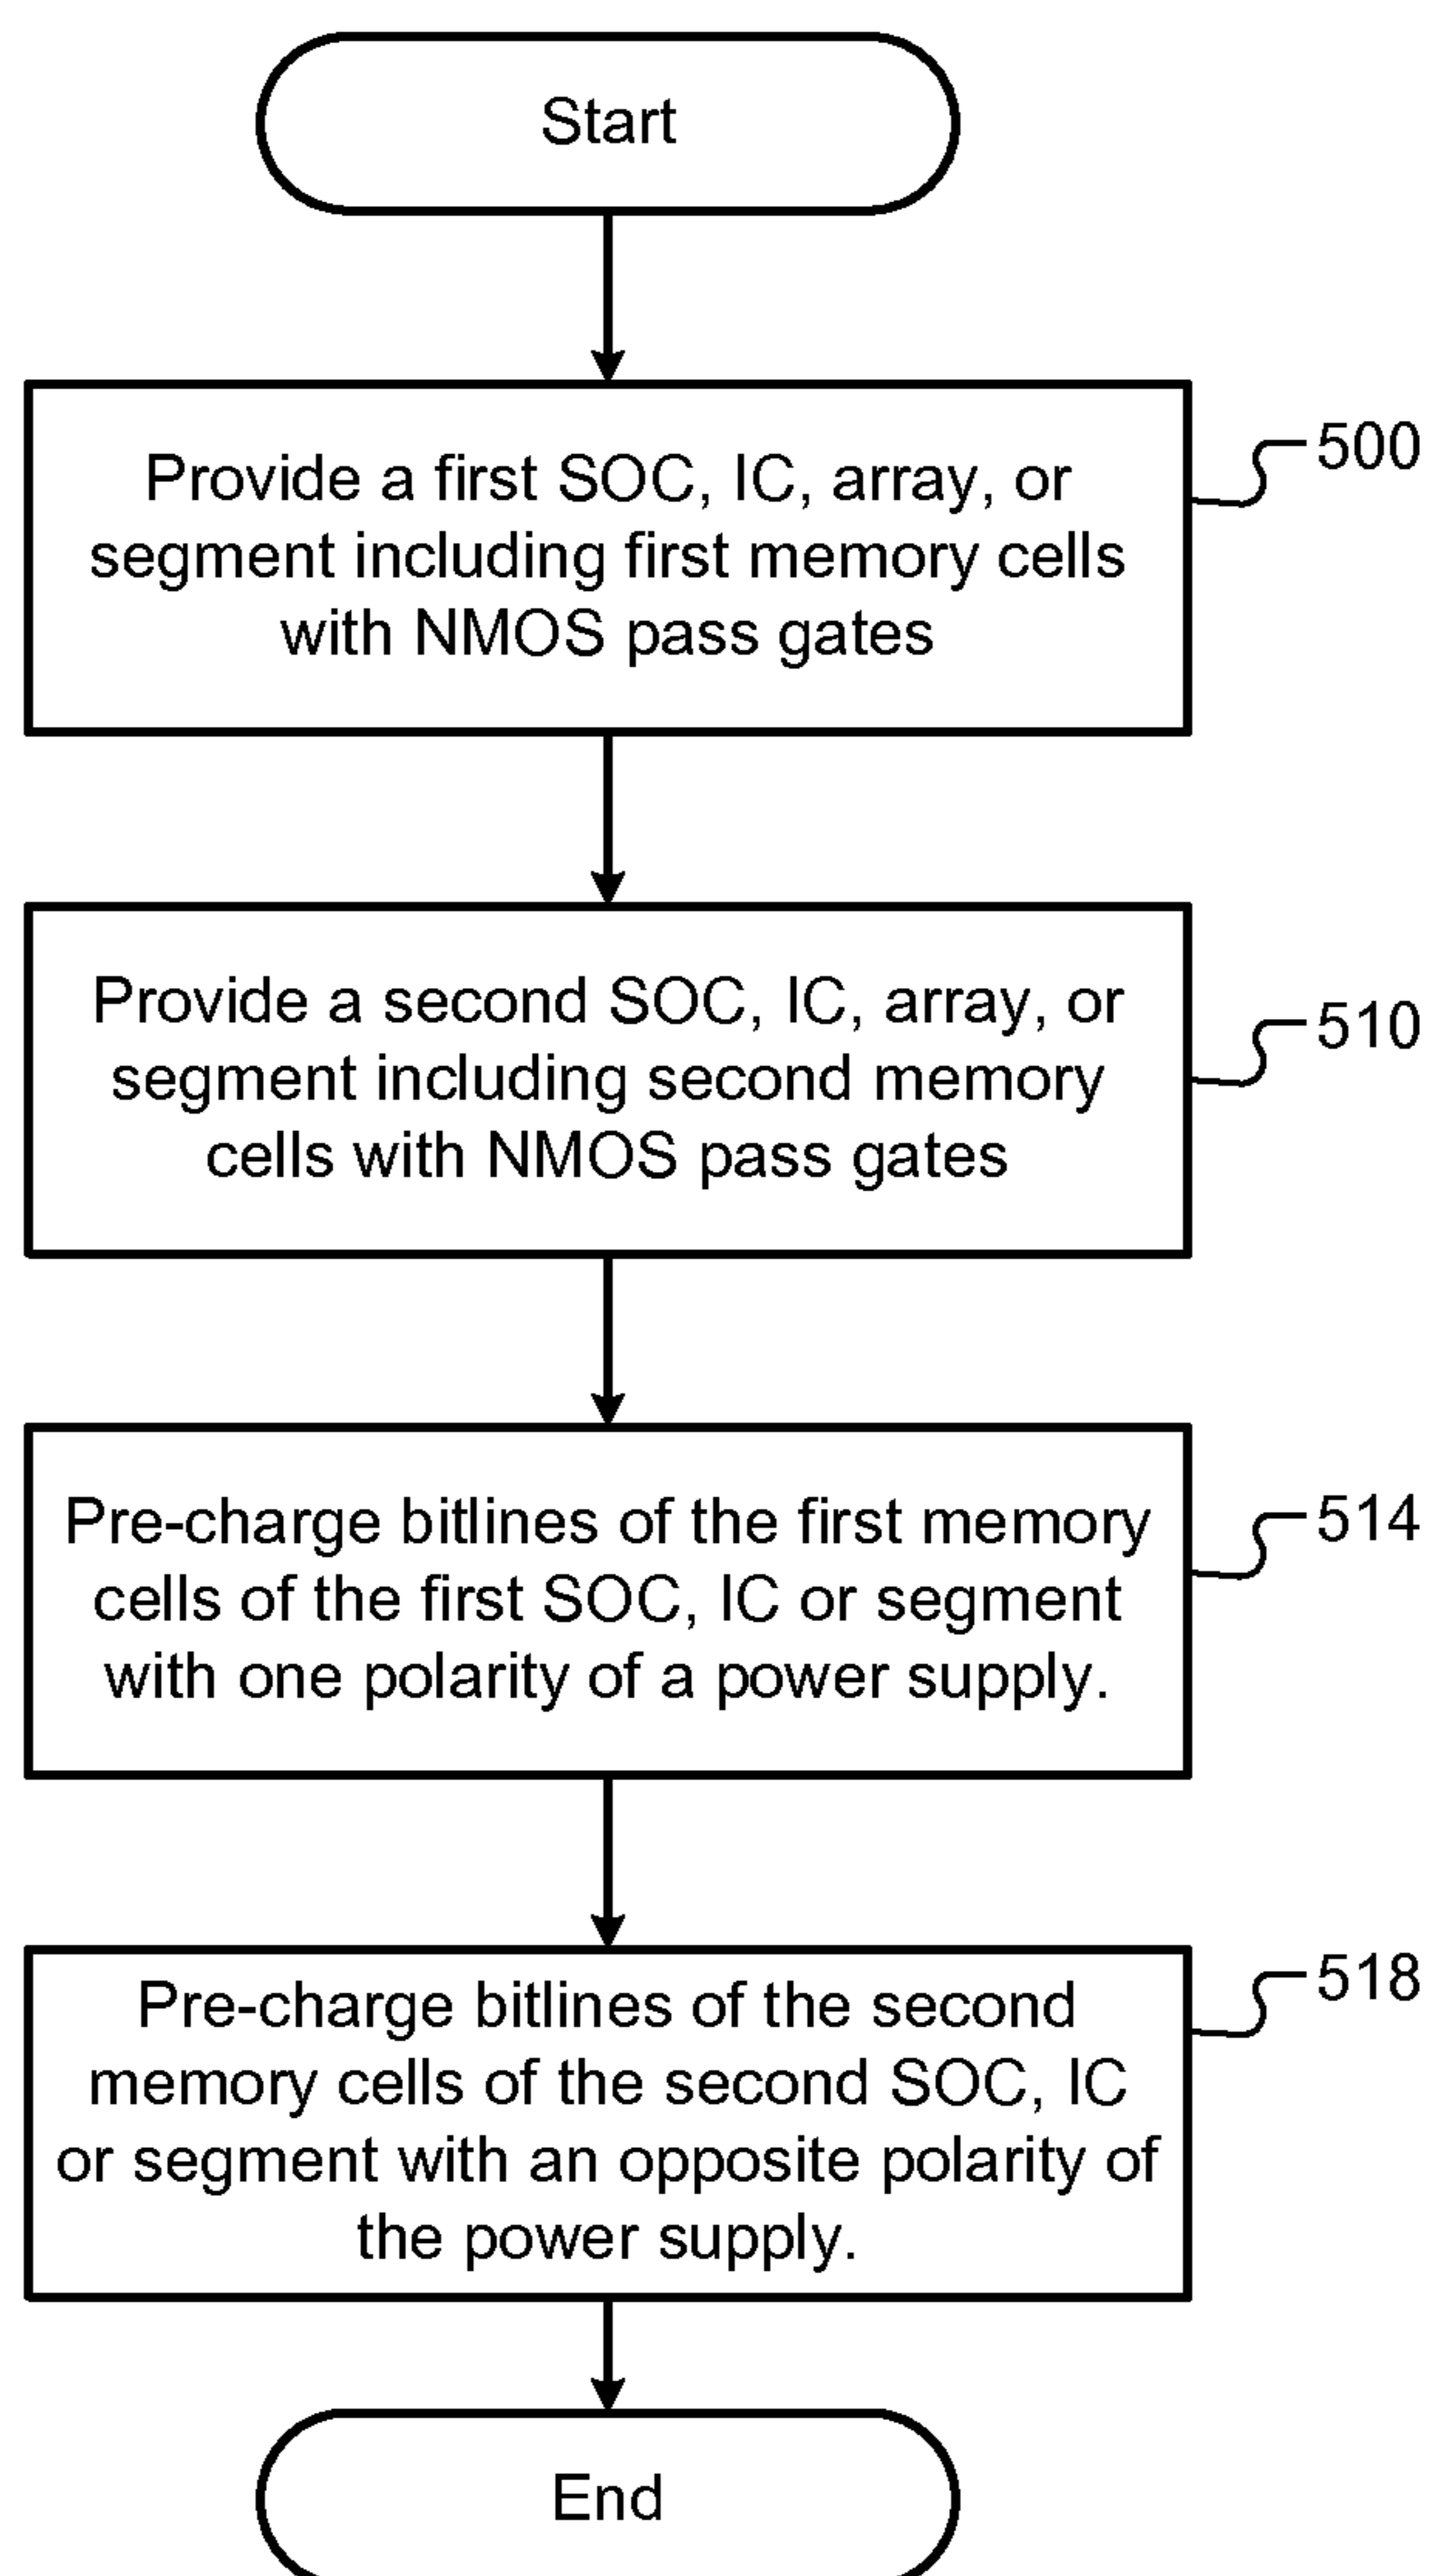 Start
Provide a first SOC, IC, array, or
segment including first memory cells
with NMOS pass gates
500
Provide a second SOC, IC, array, or
segment including second memory
cells with NMOS pass gates
510
Pre-charge bitlines of the first memory
cells of the first SOC, IC or segment
with one polarity of a power supply.
514
Pre-charge bitlines of the second
memory cells of the second SOC, IC
or segment with an opposite polarity of
the power supply.
518
End